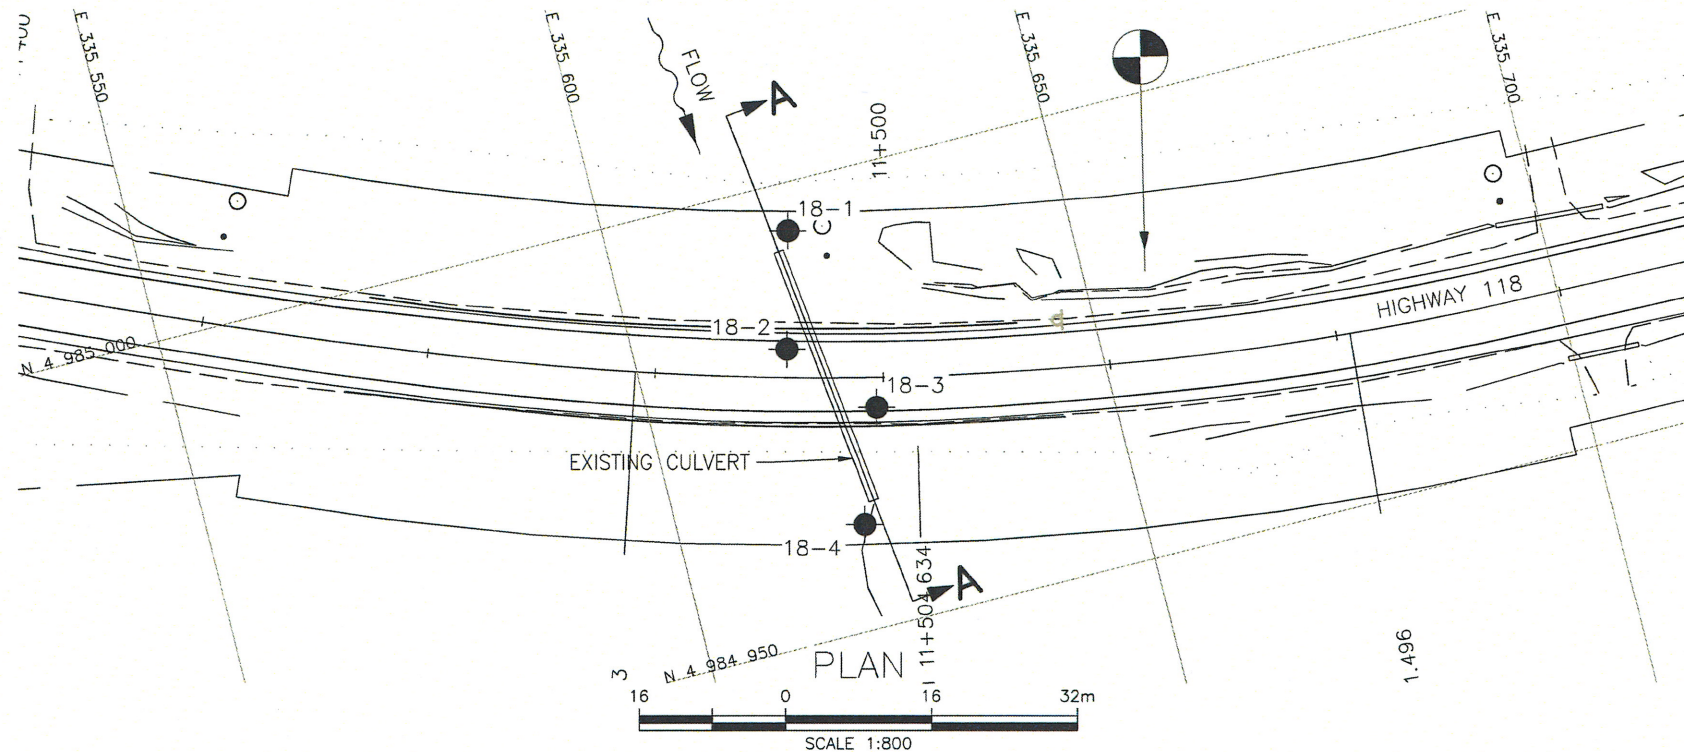 E 335 550
E 335 600
E 335 650
E 335 700
FLOW
A
11+500
18-1
HIGHWAY 118
18-2
N 4 985 000
18-3
EXISTING CULVERT
18-4
A
11+504.634
1.496
N 4 984 950
PLAN
3
16 0 16 32m
SCALE 1:800